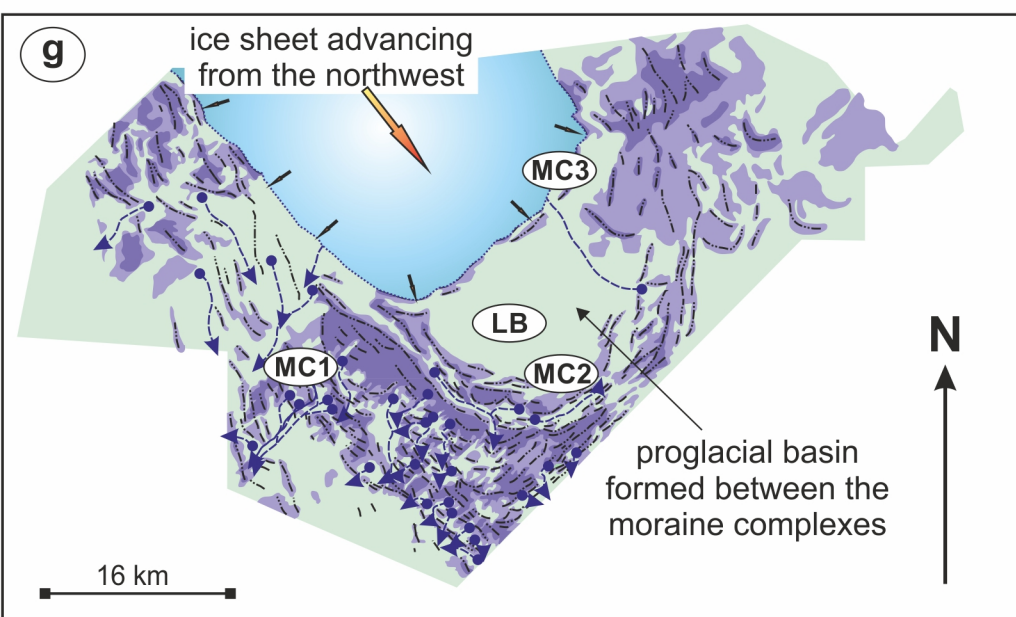 g
ice sheet advancing
from the northwest
MC3
LB
MC1
MC2
N
proglacial basin
formed between the
moraine complexes
16 km